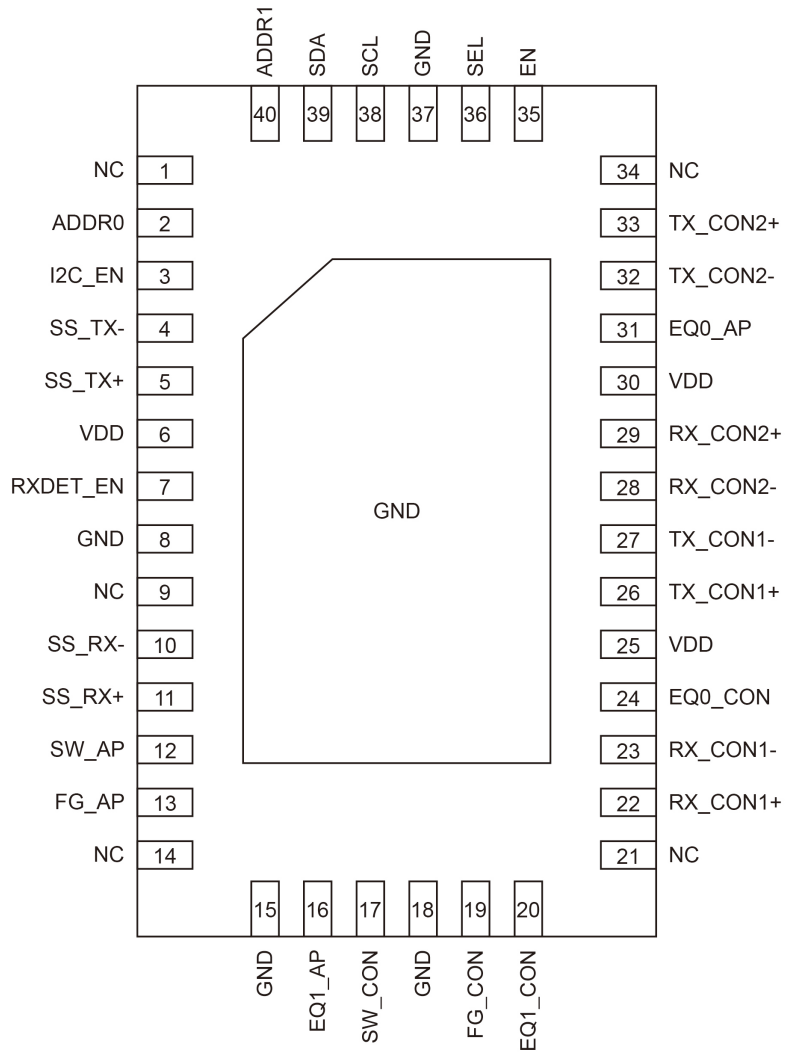 ADDR1 SDA SCL GND SEL EN
40 39 38 37 36 35
NC 1 34 NC
ADDR0 2 33 TX_CON2+
I2C_EN 3 32 TX_CON2-
SS_TX- 4 31 EQ0_AP
SS_TX+ 5 30 VDD
VDD 6 29 RX_CON2+
RXDET_EN 7 28 RX_CON2-
GND
GND 8 27 TX_CON1-
NC 9 26 TX_CON1+
SS_RX- 10 25 VDD
SS_RX+ 11 24 EQ0_CON
SW_AP 12 23 RX_CON1-
FG_AP 13 22 RX_CON1+
NC 14 21 NC
15 16 17 18 19 20
GND EQ1_AP SW_CON GND FG_CON EQ1_CON